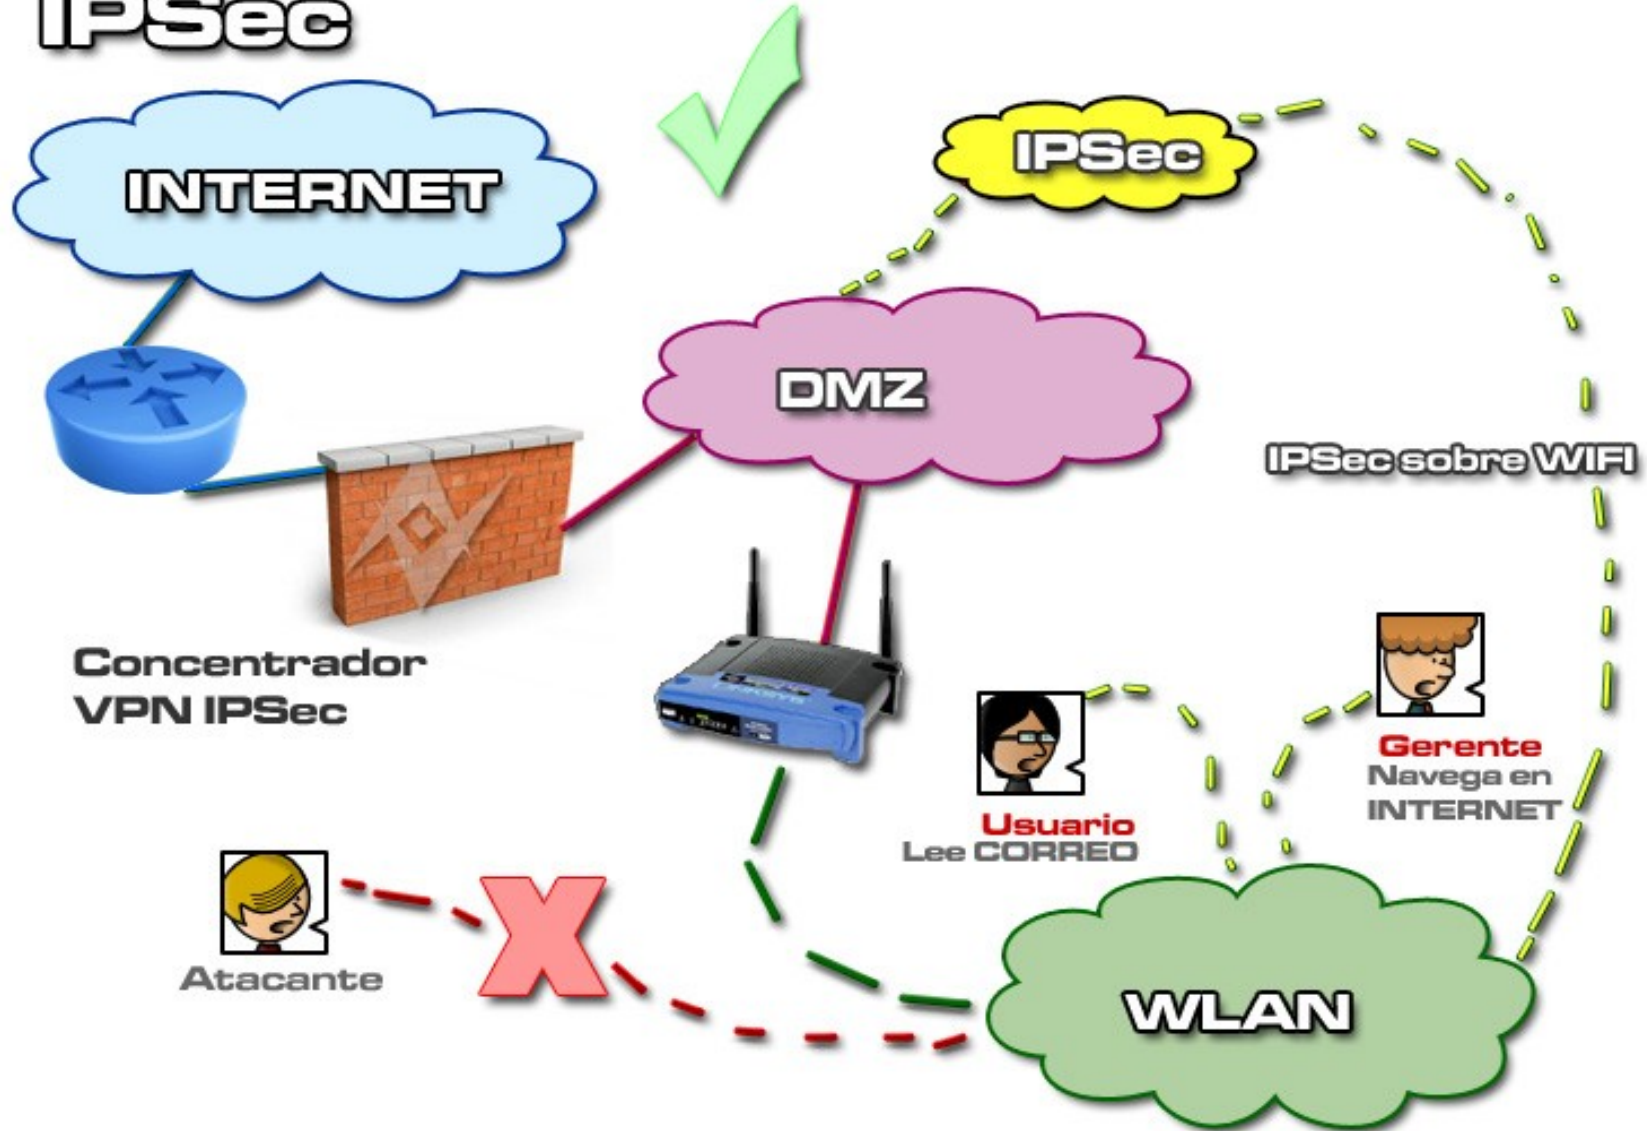 IPSec
INTERNET
IPSec
DMZ
IPSec sobre WIFI
Concentrador
VPN IPSec
Gerente
Navega en
INTERNET
Usuario
Lee CORREO
Atacante
WLAN